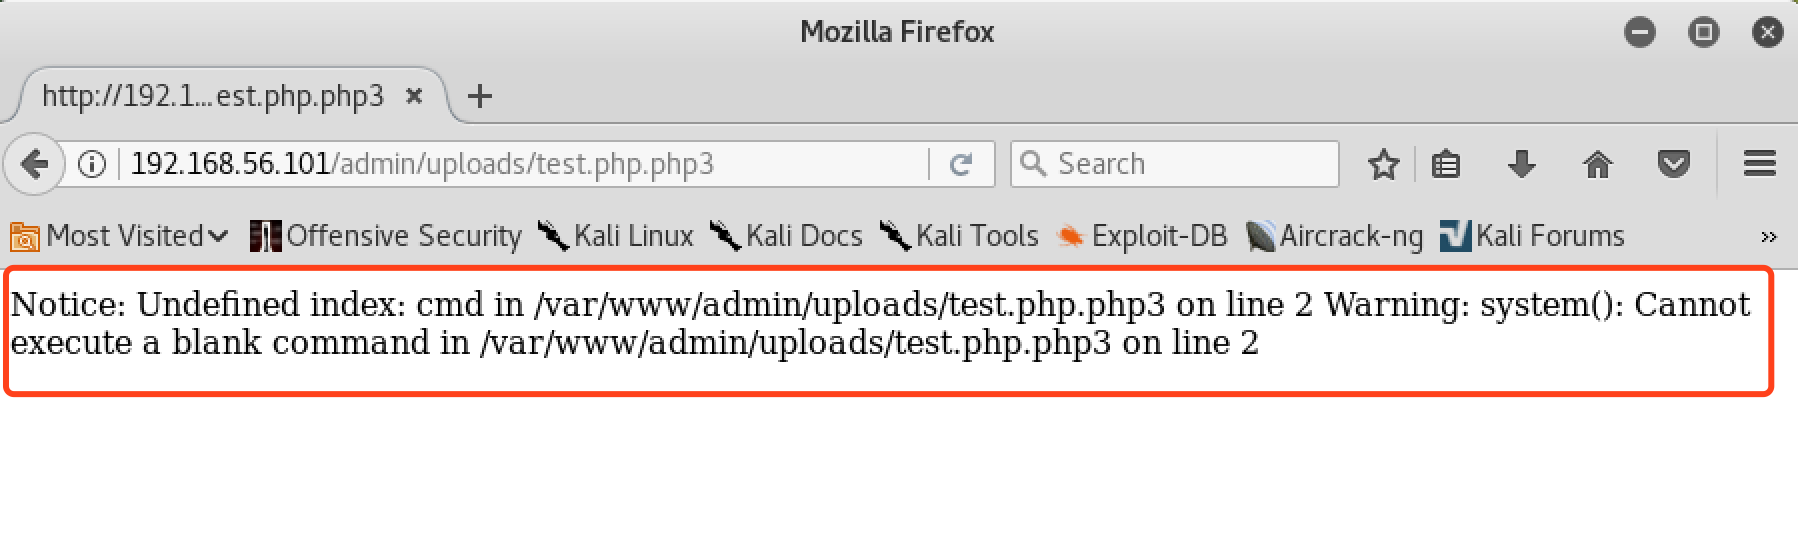 Mozilla Firefox
http://192.1...est.php.php3
192.168.56.101/admin/uploads/test.php.php3
Search
Most Visited
Offensive Security
Kali Linux
Kali Docs
Kali Tools
Exploit-DB
Aircrack-ng
Kali Forums
Notice: Undefined index: cmd in /var/www/admin/uploads/test.php.php3 on line 2 Warning: system(): Cannot
execute a blank command in /var/www/admin/uploads/test.php.php3 on line 2